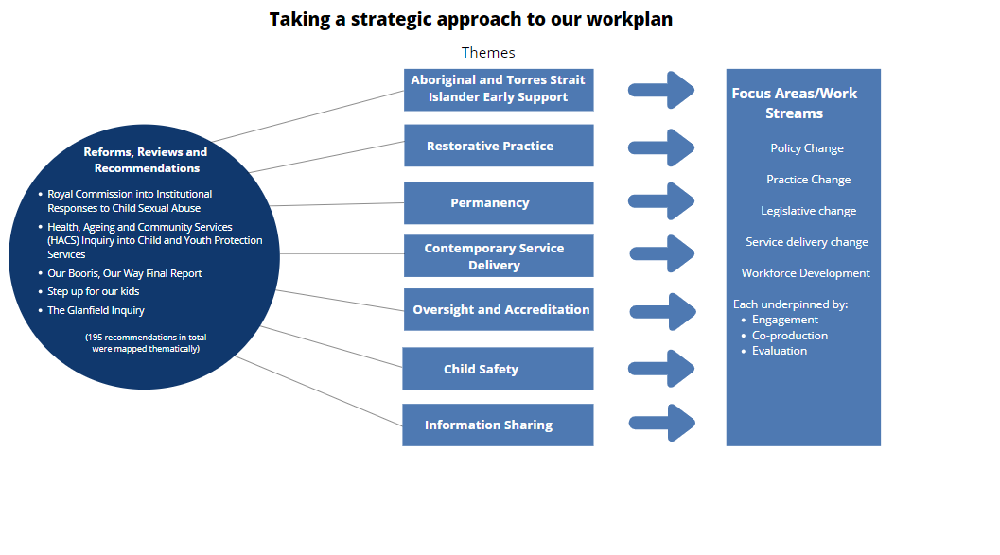 Taking a strategic approach to our workplan
Themes
Reforms, Reviews and
Recommendations
• Royal Commission into Institutional
Responses to Child Sexual Abuse
• Health, Ageing and Community Services
(HACS) Inquiry into Child and Youth Protection
Services
• Our Booris, Our Way Final Report
• Step up for our kids
• The Glanfield Inquiry
(195 recommendations in total
were mapped thematically)
Aboriginal and Torres Strait
Islander Early Support
Restorative Practice
Permanency
Contemporary Service
Delivery
Oversight and Accreditation
Child Safety
Information Sharing
Focus Areas/Work
Streams
Policy Change
Practice Change
Legislative change
Service delivery change
Workforce Development
Each underpinned by:
• Engagement
• Co-production
• Evaluation